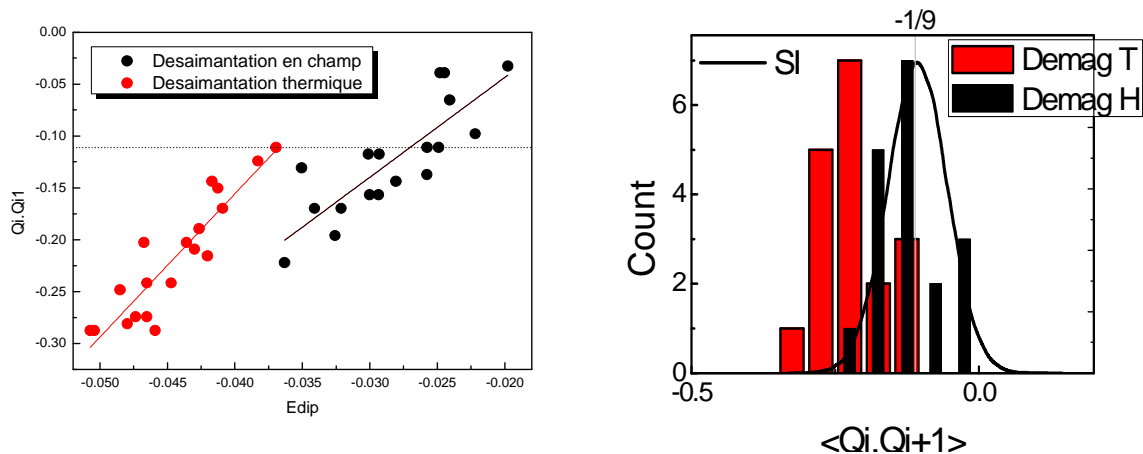 0.00
-0.05
-0.10
-0.15
-0.20
-0.25
-0.30
Qi.Qi1
Desaimantation en champ
Desaimantation thermique
-0.050 -0.045 -0.040 -0.035 -0.030 -0.025 -0.020
Edip
-1/9
SI
Demag T
Demag H
6
4
2
0
Count
-0.5 0.0
<Qi.Qi+1>